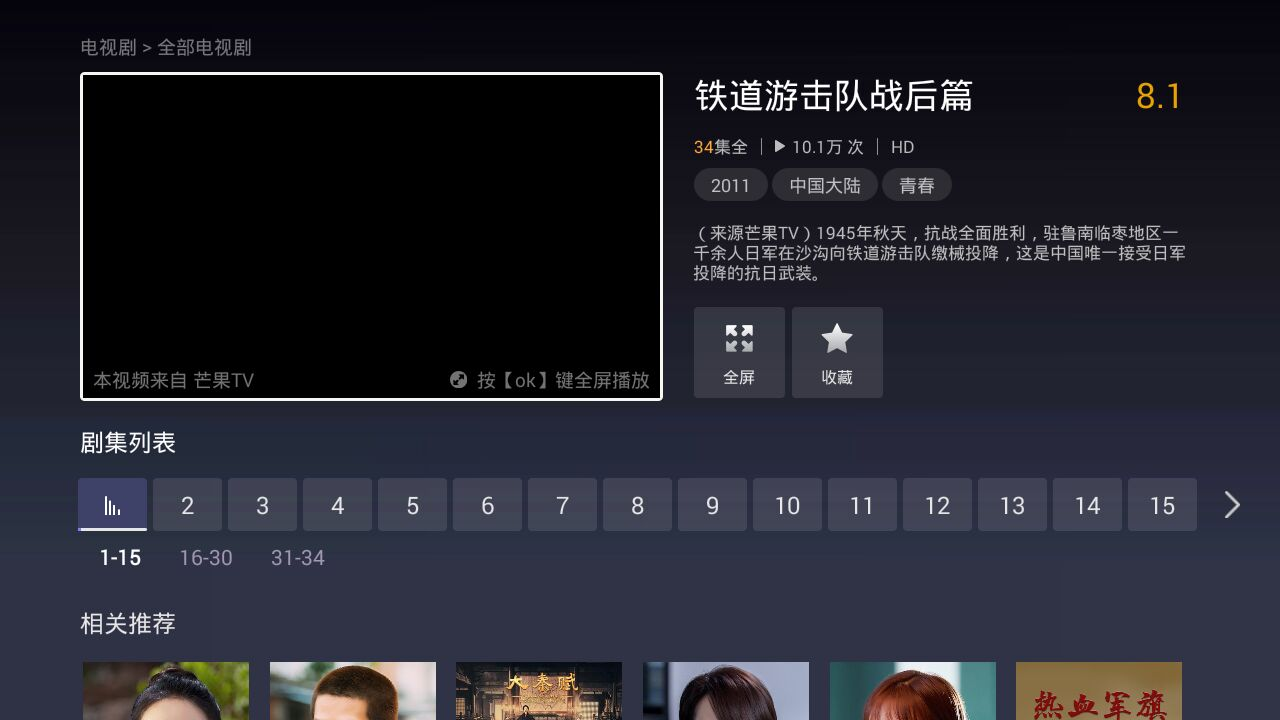 电视剧 > 全部电视剧
铁道游击队战后篇
8.1
34集全 | ▶ 10.1万 次 | HD
2011 中国大陆 青春
（来源芒果TV）1945年秋天，抗战全面胜利，驻鲁南临枣地区一
千余人日军在沙沟向铁道游击队缴械投降，这是中国唯一接受日军
投降的抗日武装。
本视频来自 芒果TV
按【ok】键全屏播放
全屏 收藏
剧集列表
2 3 4 5 6 7 8 9 10 11 12 13 14 15
1-15 16-30 31-34
相关推荐
大秦赋
热血军旗